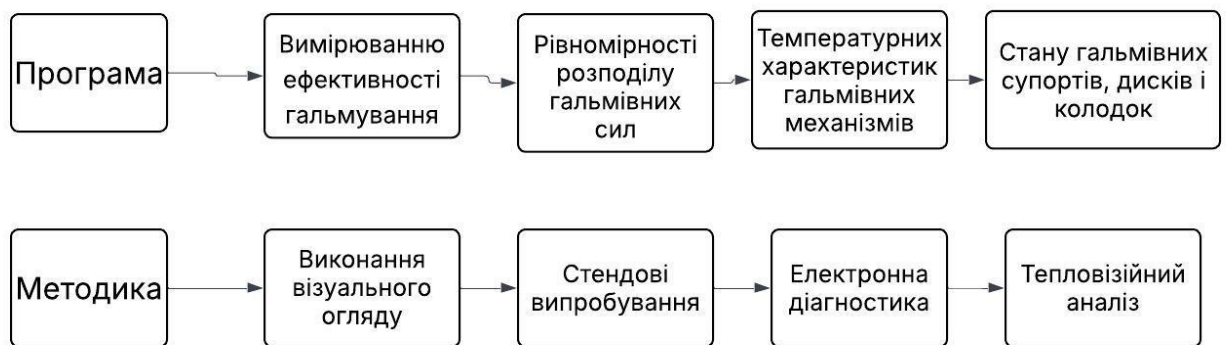 Програма
Вимірюванню
ефективності
гальмування
Рівномірності
розподілу
гальмівних
сил
Температурних
характеристик
гальмівних
механізмів
Стану гальмівних
супортів, дисків і
колодок
Методика
Виконання
візуального
огляду
Стендові
випробування
Електронна
діагностика
Тепловізійний
аналіз